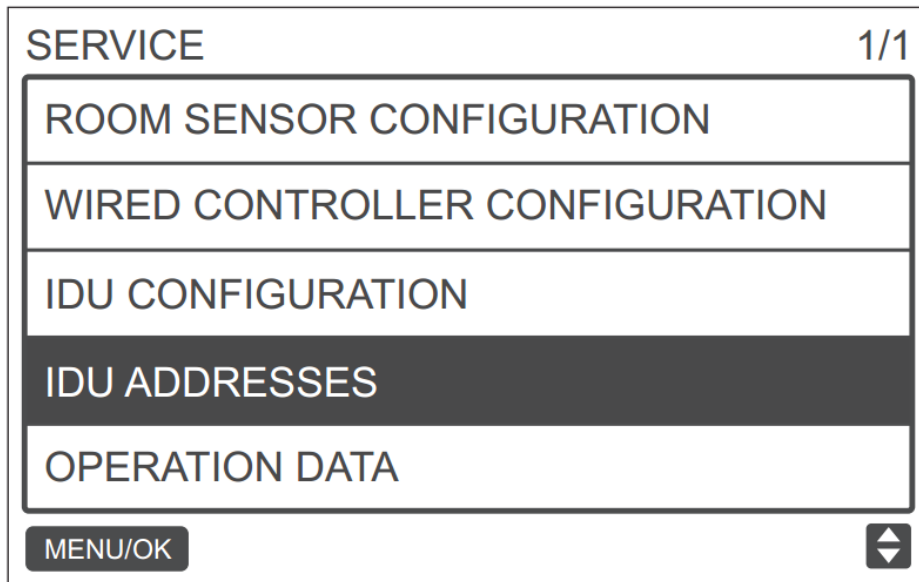 SERVICE 1/1
ROOM SENSOR CONFIGURATION
WIRED CONTROLLER CONFIGURATION
IDU CONFIGURATION
IDU ADDRESSES
OPERATION DATA
MENU/OK